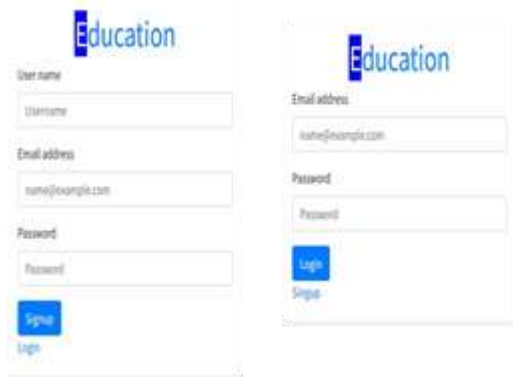 Education
User name
Username
Email address
name@example.com
Password
Password
Signup
Login
Education
Email address
name@example.com
Password
Password
Login
Singup